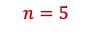 n = 5